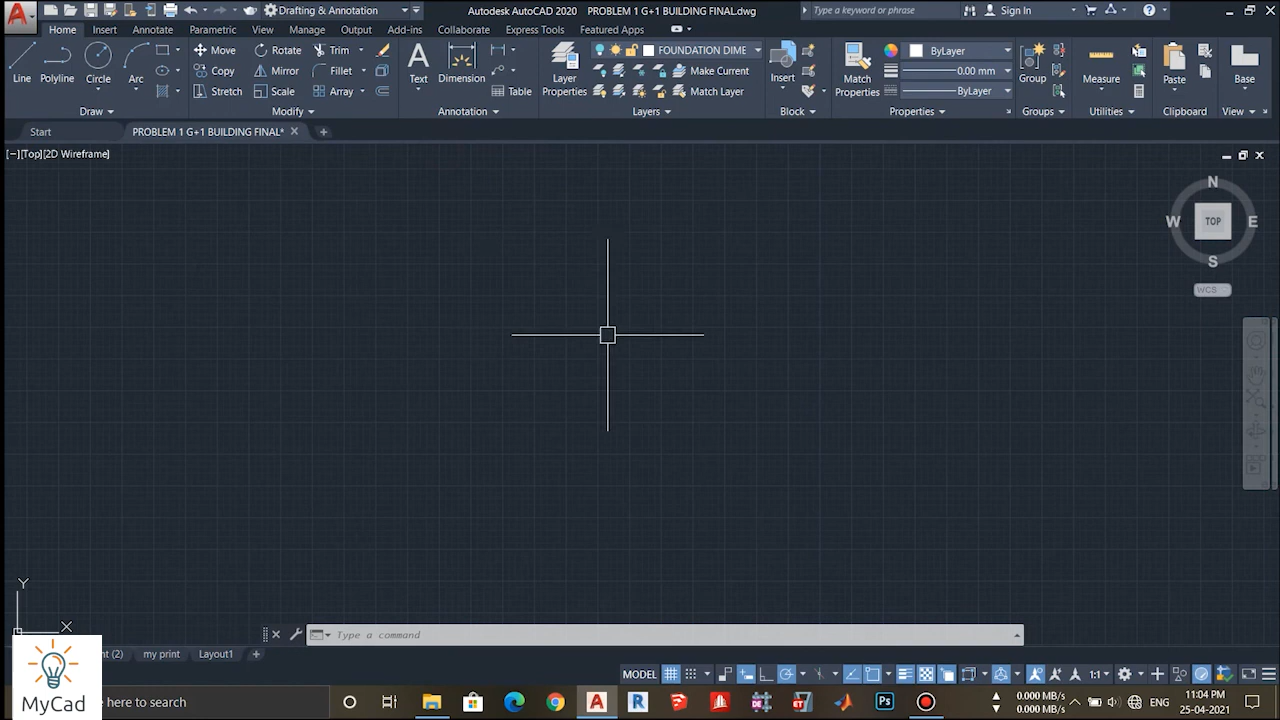 Drafting & Annotation
Autodesk AutoCAD 2020 PROBLEM 1 G+1 BUILDING FINAL.dwg
Type a keyword or phrase
Sign In
Home Insert Annotate Parametric View Manage Output Add-ins Collaborate Express Tools Featured Apps
Line Polyline Circle Arc
Move Rotate Trim
Copy Mirror Fillet
Stretch Scale Array
Text Dimension Table
Layer Properties
FOUNDATION DIME
Make Current
Match Layer
Insert
Match Properties
ByLayer
0.00 mm
ByLayer
Group
Measure
Paste
Base
Draw Modify Annotation Layers Block Properties Groups Utilities Clipboard View
Start PROBLEM 1 G+1 BUILDING FINAL*
[−][Top][2D Wireframe]
N
W TOP E
S
WCS
Y
X
Type a command
nt (2) my print Layout1
MODEL 1:1
MyCad
here to search
0.000 MB/s
0.000 MB/s
ENG
11:04 PM
25-04-2021